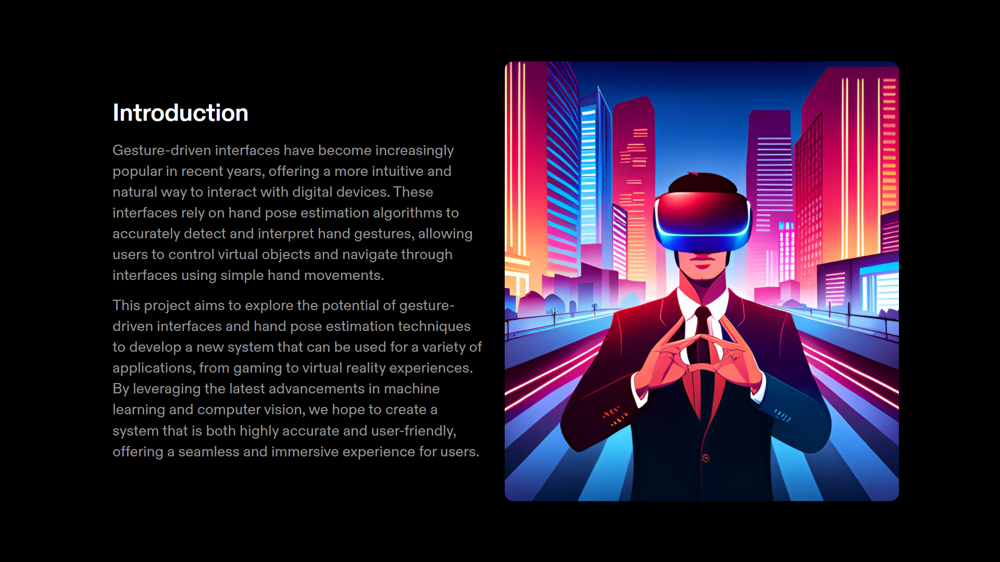 Introduction
Gesture-driven interfaces have become increasingly
popular in recent years, offering a more intuitive and
natural way to interact with digital devices. These
interfaces rely on hand pose estimation algorithms to
accurately detect and interpret hand gestures, allowing
users to control virtual objects and navigate through
interfaces using simple hand movements.
This project aims to explore the potential of gesture-
driven interfaces and hand pose estimation techniques
to develop a new system that can be used for a variety of
applications, from gaming to virtual reality experiences.
By leveraging the latest advancements in machine
learning and computer vision, we hope to create a
system that is both highly accurate and user-friendly,
offering a seamless and immersive experience for users.